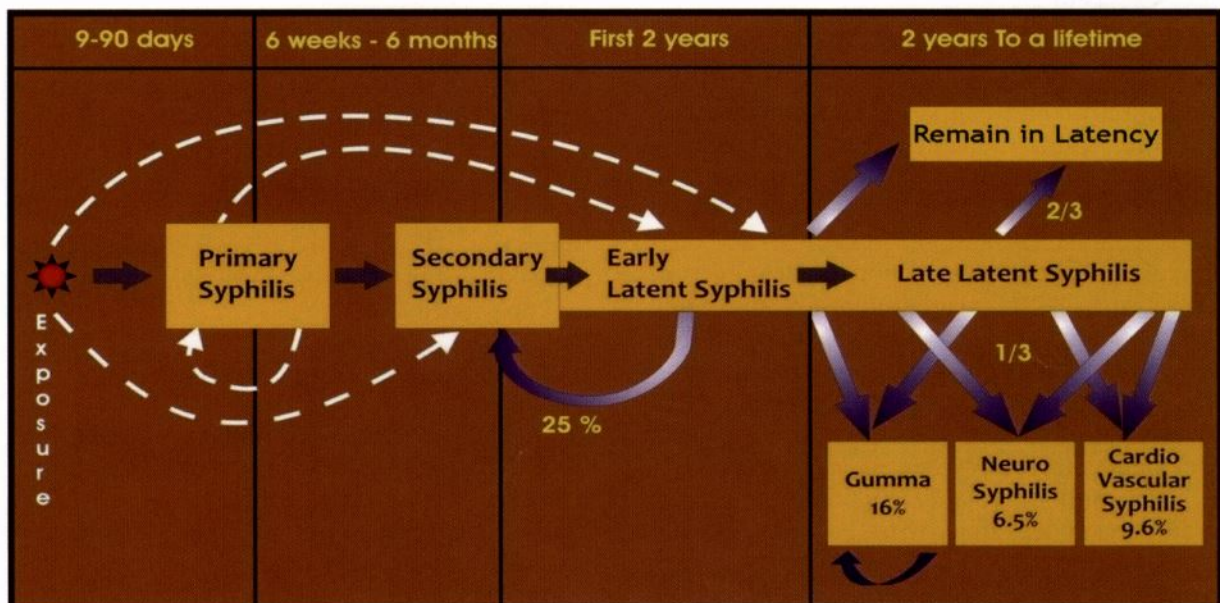 9-90 days
6 weeks - 6 months
First 2 years
2 years To a lifetime
Remain in Latency
2/3
Primary
Syphilis
Secondary
Syphilis
Early
Latent Syphilis
Late Latent Syphilis
Exposure
1/3
25 %
Gumma
16%
Neuro
Syphilis
6.5%
Cardio
Vascular
Syphilis
9.6%